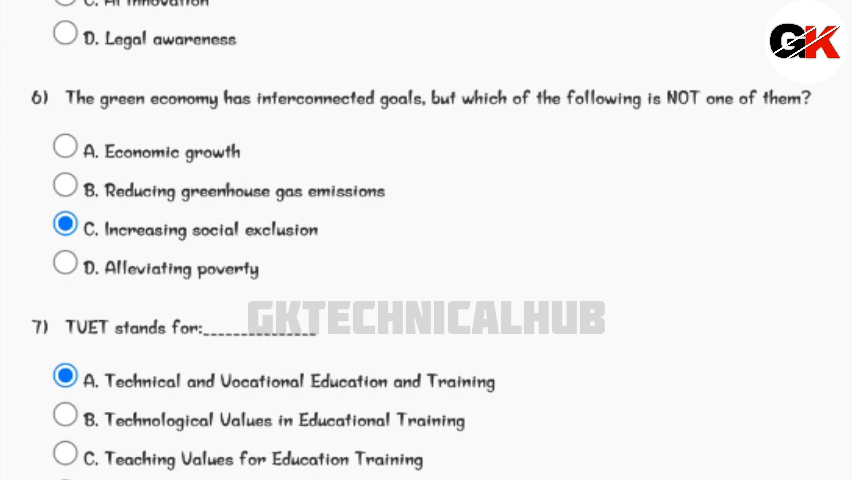 C. AI Innovation
D. Legal awareness
GK
6) The green economy has interconnected goals, but which of the following is NOT one of them?
A. Economic growth
B. Reducing greenhouse gas emissions
C. Increasing social exclusion
D. Alleviating poverty
GKTECHNICALHUB
7) TVET stands for:_______________
A. Technical and Vocational Education and Training
B. Technological Values in Educational Training
C. Teaching Values for Education Training